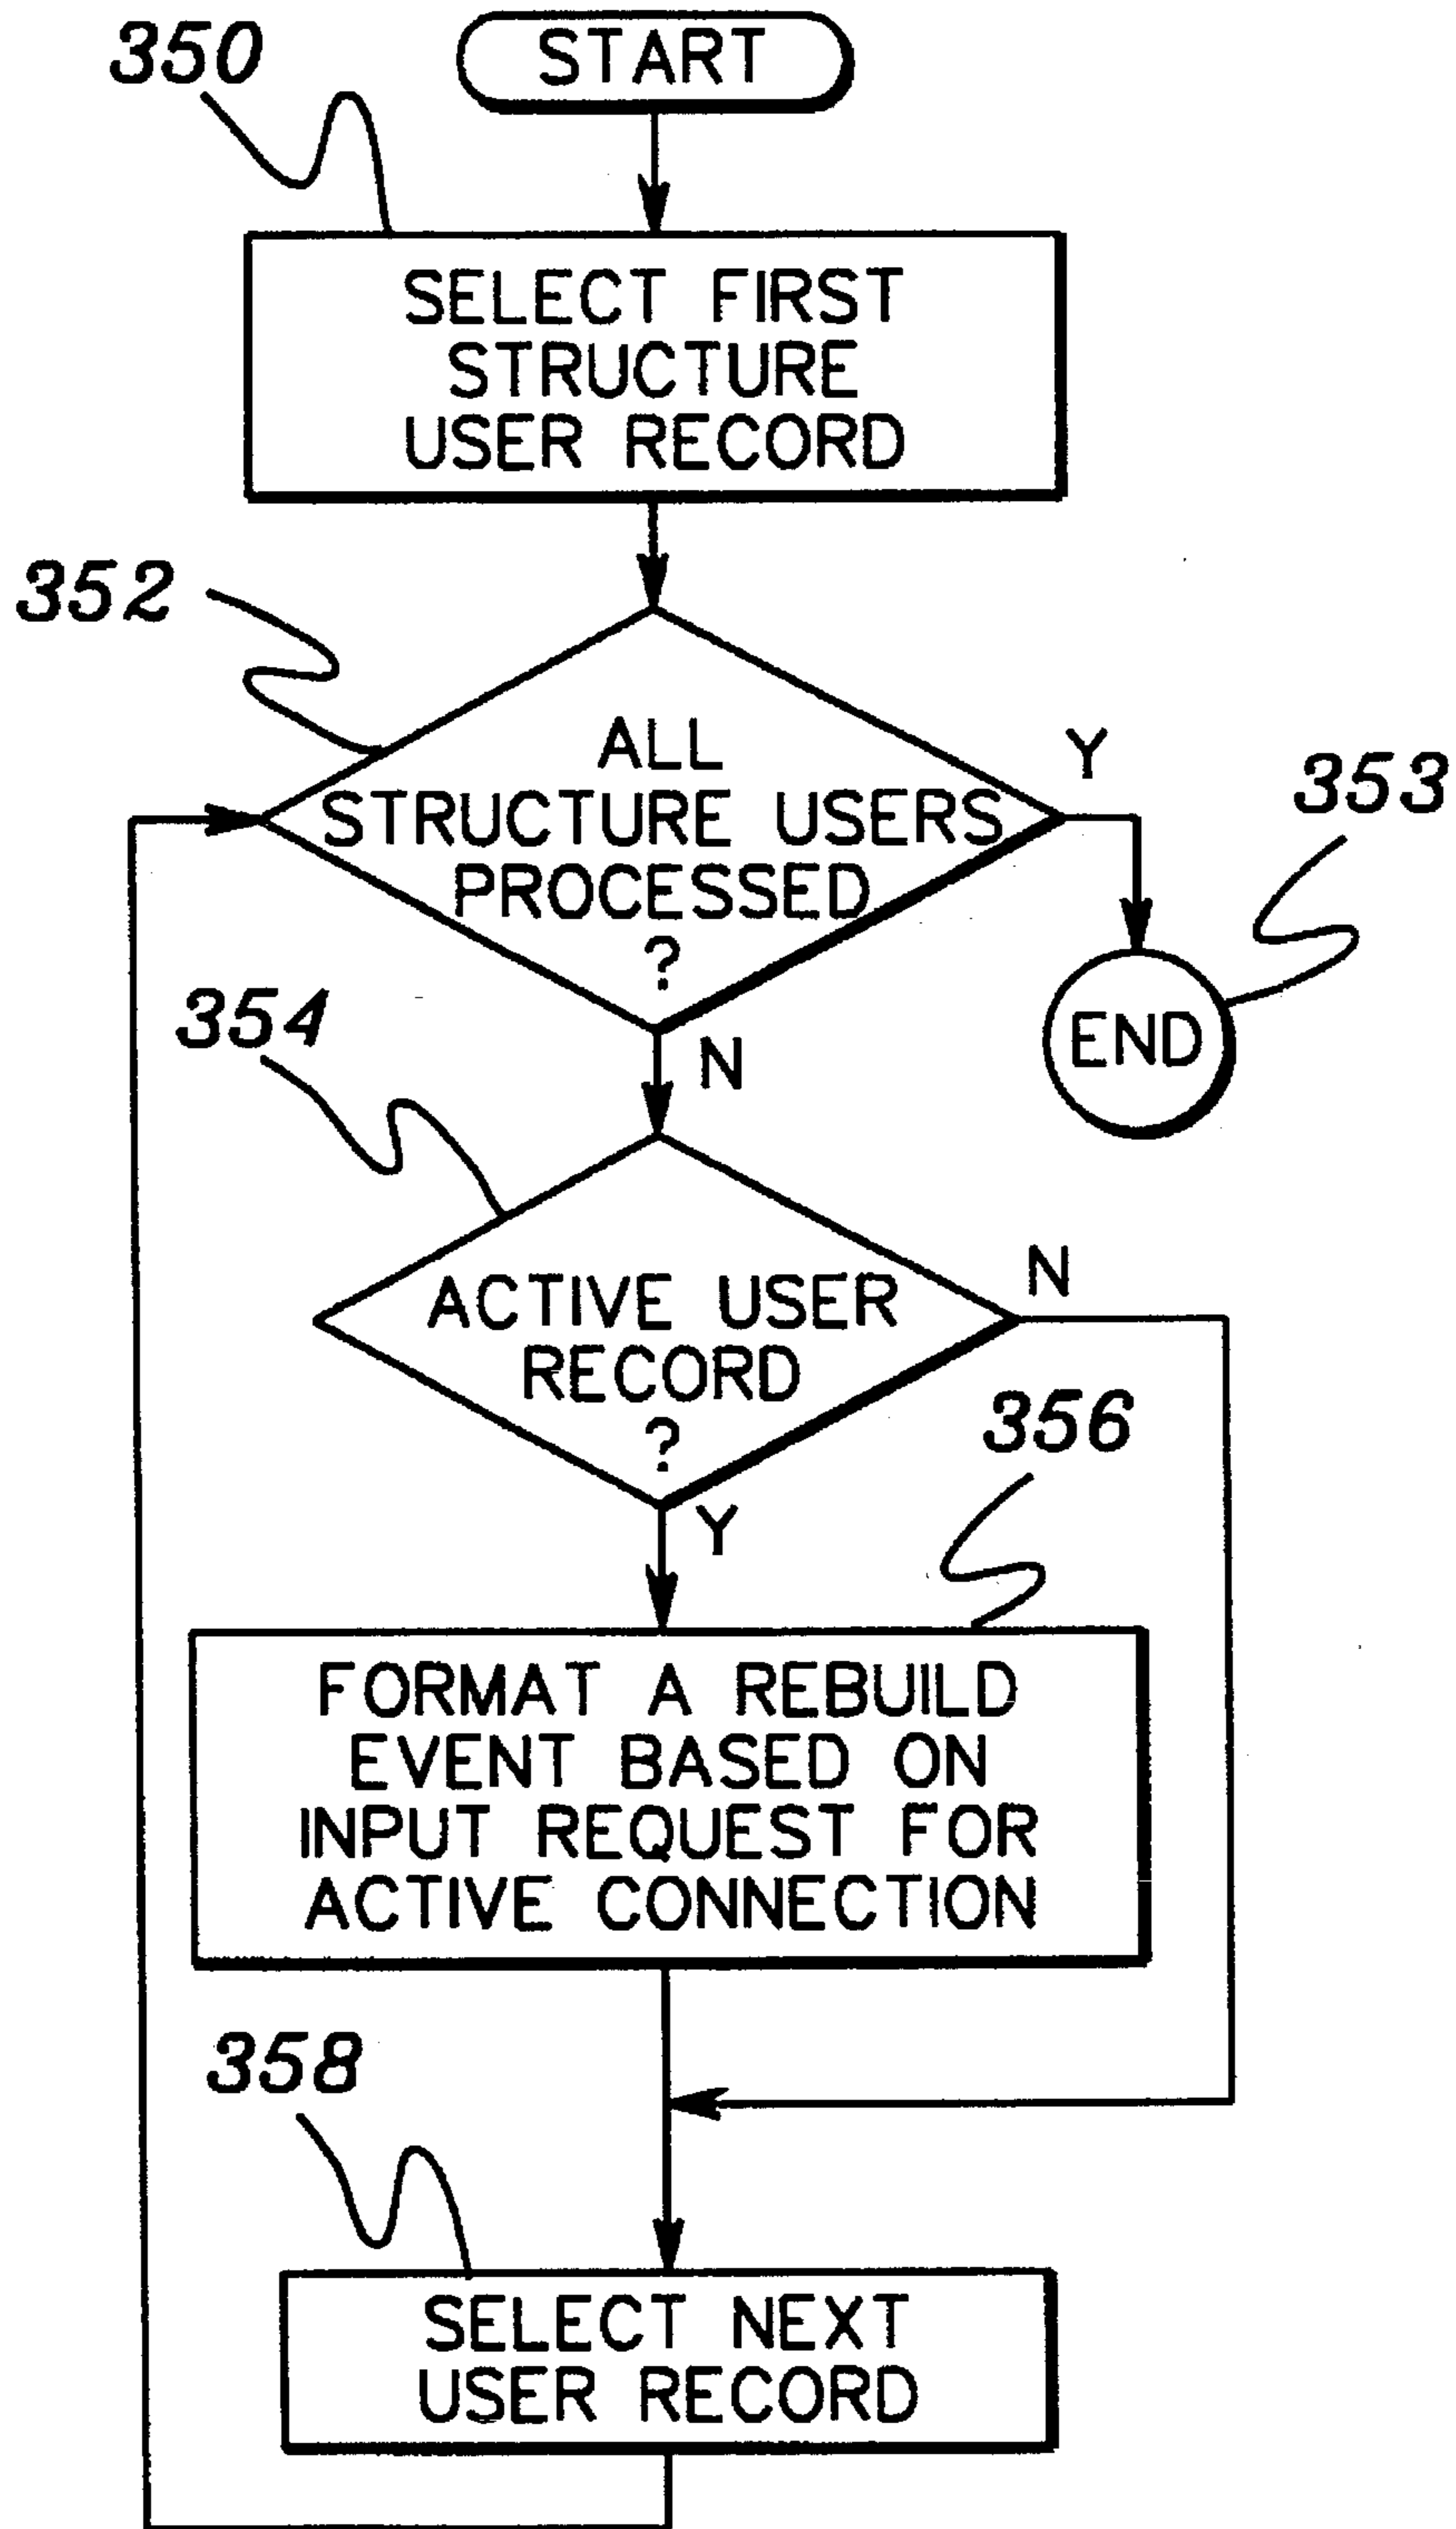 350
START
SELECT FIRST
STRUCTURE
USER RECORD
352
ALL
STRUCTURE USERS
PROCESSED
?
Y
353
END
N
354
ACTIVE USER
RECORD
?
N
Y
356
FORMAT A REBUILD
EVENT BASED ON
INPUT REQUEST FOR
ACTIVE CONNECTION
358
SELECT NEXT
USER RECORD